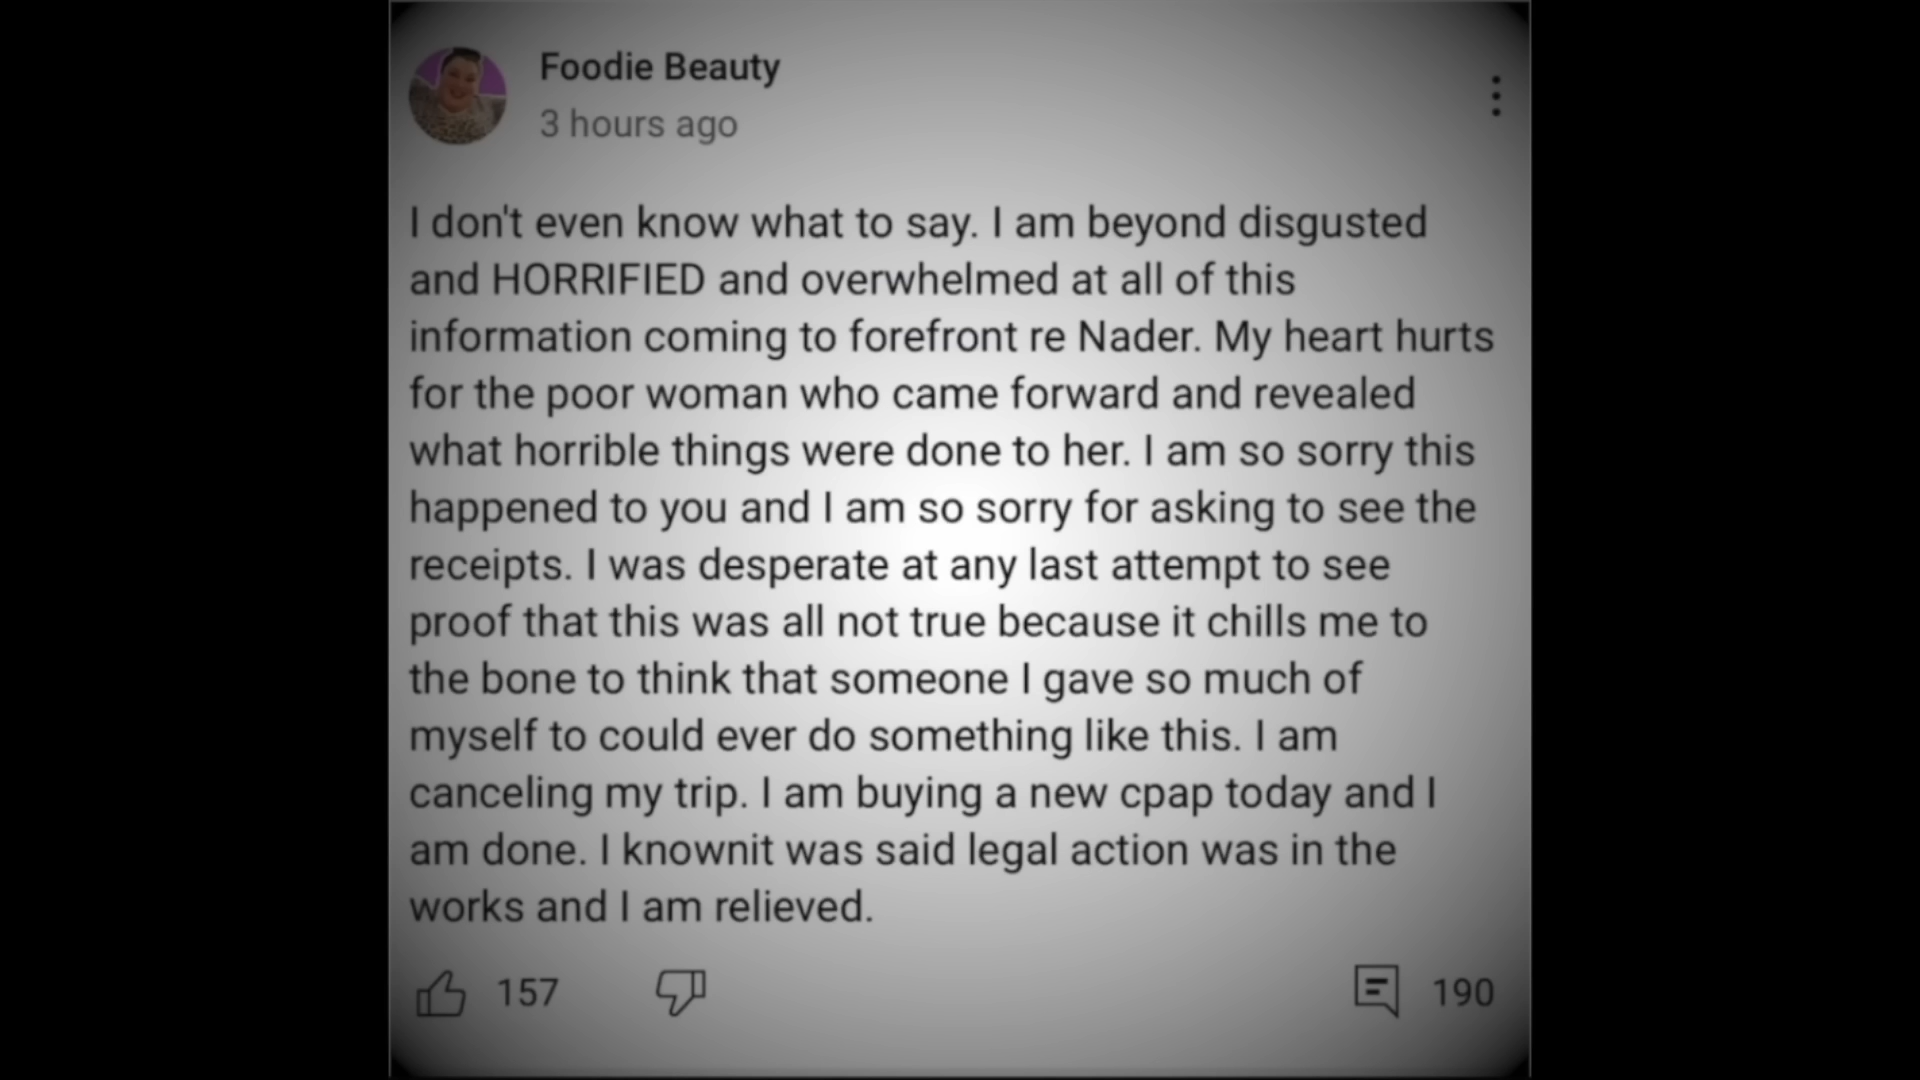 Foodie Beauty
3 hours ago
I don't even know what to say. I am beyond disgusted
and HORRIFIED and overwhelmed at all of this
information coming to forefront re Nader. My heart hurts
for the poor woman who came forward and revealed
what horrible things were done to her. I am so sorry this
happened to you and I am so sorry for asking to see the
receipts. I was desperate at any last attempt to see
proof that this was all not true because it chills me to
the bone to think that someone I gave so much of
myself to could ever do something like this. I am
canceling my trip. I am buying a new cpap today and I
am done. I knownit was said legal action was in the
works and I am relieved.
157 190